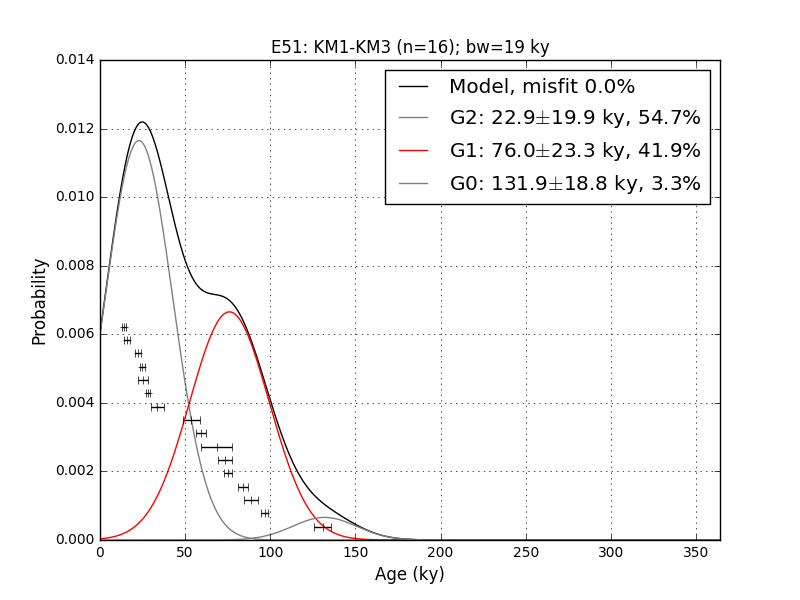 E51: KM1-KM3 (n=16); bw=19 ky
0.014
0.012
0.010
0.008
0.006
0.004
0.002
0.000
Probability
Model, misfit 0.0%
G2: 22.9±19.9 ky, 54.7%
G1: 76.0±23.3 ky, 41.9%
G0: 131.9±18.8 ky, 3.3%
0 50 100 150 200 250 300 350
Age (ky)